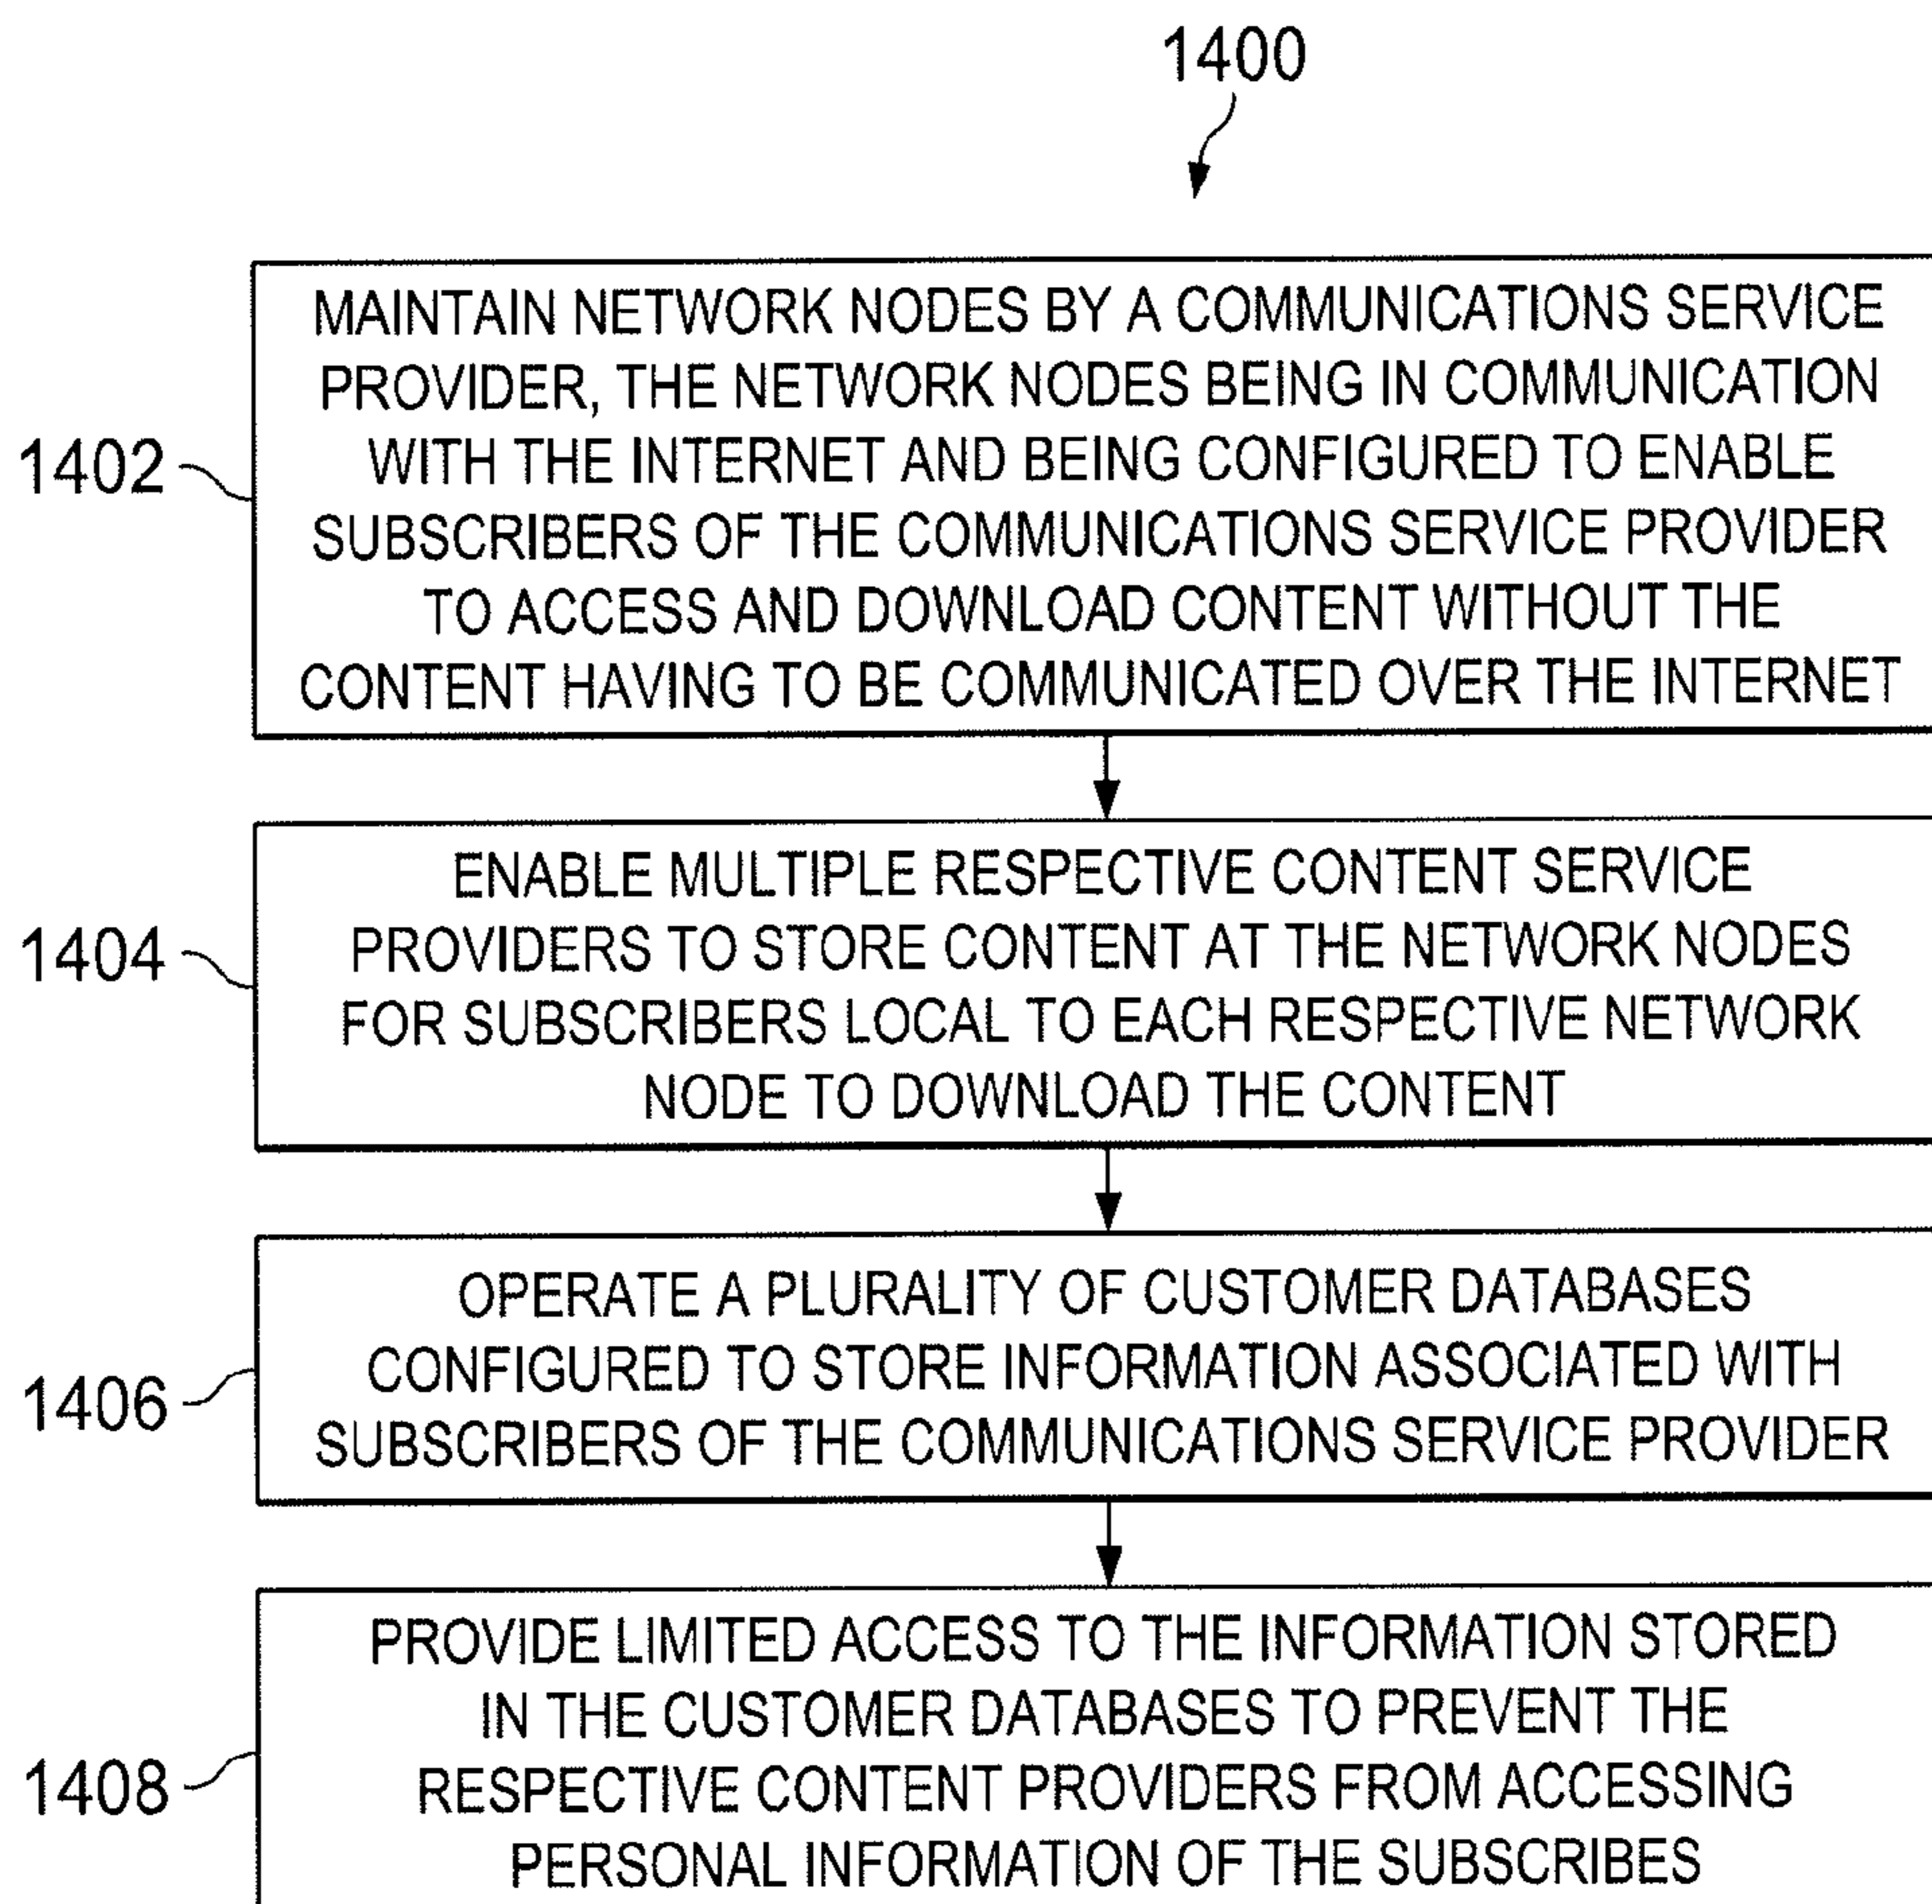 1400
1402
MAINTAIN NETWORK NODES BY A COMMUNICATIONS SERVICE
PROVIDER, THE NETWORK NODES BEING IN COMMUNICATION
WITH THE INTERNET AND BEING CONFIGURED TO ENABLE
SUBSCRIBERS OF THE COMMUNICATIONS SERVICE PROVIDER
TO ACCESS AND DOWNLOAD CONTENT WITHOUT THE
CONTENT HAVING TO BE COMMUNICATED OVER THE INTERNET
1404
ENABLE MULTIPLE RESPECTIVE CONTENT SERVICE
PROVIDERS TO STORE CONTENT AT THE NETWORK NODES
FOR SUBSCRIBERS LOCAL TO EACH RESPECTIVE NETWORK
NODE TO DOWNLOAD THE CONTENT
1406
OPERATE A PLURALITY OF CUSTOMER DATABASES
CONFIGURED TO STORE INFORMATION ASSOCIATED WITH
SUBSCRIBERS OF THE COMMUNICATIONS SERVICE PROVIDER
1408
PROVIDE LIMITED ACCESS TO THE INFORMATION STORED
IN THE CUSTOMER DATABASES TO PREVENT THE
RESPECTIVE CONTENT PROVIDERS FROM ACCESSING
PERSONAL INFORMATION OF THE SUBSCRIBES